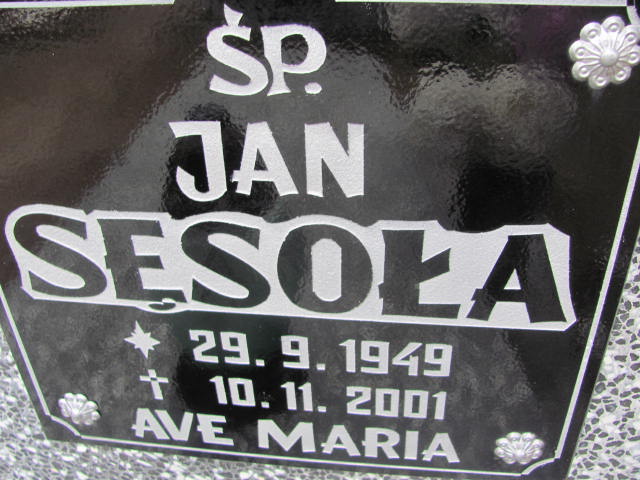 ŚP.
JAN
SĘSOŁA
29. 9. 1949
10. 11. 2001
AVE MARIA